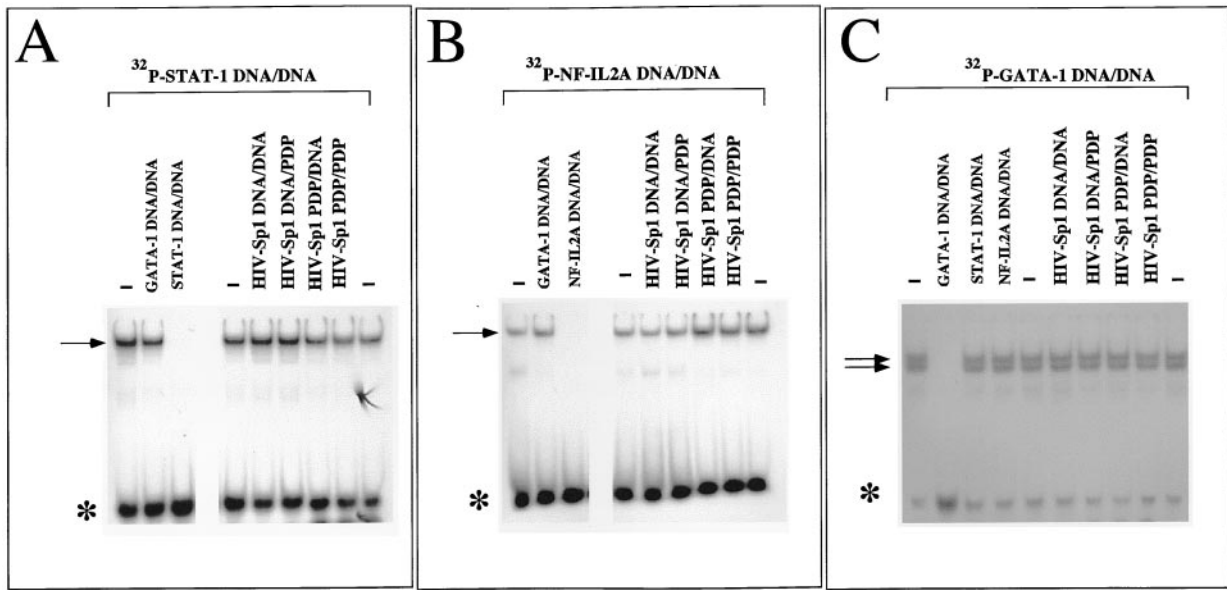 A
32P-STAT-1 DNA/DNA
–
GATA-1 DNA/DNA
STAT-1 DNA/DNA
–
HIV-Sp1 DNA/DNA
HIV-Sp1 DNA/PDP
HIV-Sp1 PDP/DNA
HIV-Sp1 PDP/PDP
–
*
B
32P-NF-IL2A DNA/DNA
–
GATA-1 DNA/DNA
NF-IL2A DNA/DNA
–
HIV-Sp1 DNA/DNA
HIV-Sp1 DNA/PDP
HIV-Sp1 PDP/DNA
HIV-Sp1 PDP/PDP
–
*
C
32P-GATA-1 DNA/DNA
–
GATA-1 DNA/DNA
STAT-1 DNA/DNA
NF-IL2A DNA/DNA
–
HIV-Sp1 DNA/DNA
HIV-Sp1 DNA/PDP
HIV-Sp1 PDP/DNA
HIV-Sp1 PDP/PDP
–
*